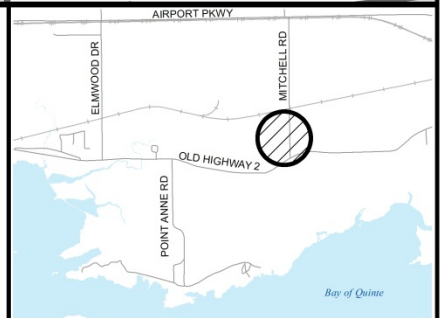 AIRPORT PKWY
ELMWOOD DR
MITCHELL RD
OLD HIGHWAY 2
POINT ANNE RD
Bay of Quinte